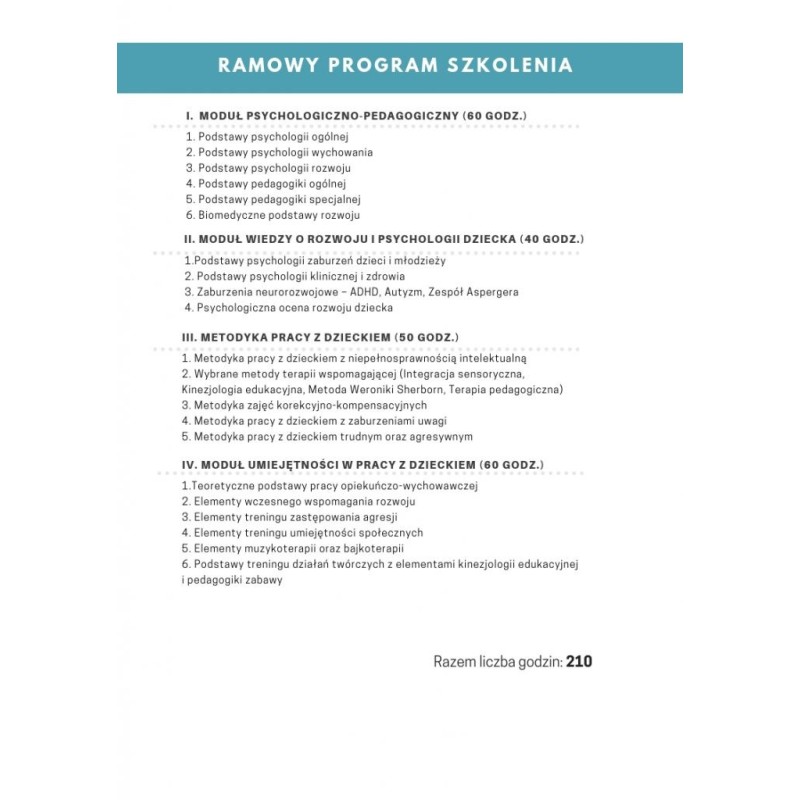 RAMOWY PROGRAM SZKOLENIA
I. MODUŁ PSYCHOLOGICZNO-PEDAGOGICZNY (60 GODZ.)
1. Podstawy psychologii ogólnej
2. Podstawy psychologii wychowania
3. Podstawy psychologii rozwoju
4. Podstawy pedagogiki ogólnej
5. Podstawy pedagogiki specjalnej
6. Biomedyczne podstawy rozwoju
II. MODUŁ WIEDZY O ROZWOJU I PSYCHOLOGII DZIECKA (40 GODZ.)
1.Podstawy psychologii zaburzeń dzieci i młodzieży
2. Podstawy psychologii klinicznej i zdrowia
3. Zaburzenia neurorozwojowe – ADHD, Autyzm, Zespół Aspergera
4. Psychologiczna ocena rozwoju dziecka
III. METODYKA PRACY Z DZIECKIEM (50 GODZ.)
1. Metodyka pracy z dzieckiem z niepełnosprawnością intelektualną
2. Wybrane metody terapii wspomagającej (Integracja sensoryczna,
Kinezjologia edukacyjna, Metoda Weroniki Sherborn, Terapia pedagogiczna)
3. Metodyka zajęć korekcyjno-kompensacyjnych
4. Metodyka pracy z dzieckiem z zaburzeniami uwagi
5. Metodyka pracy z dzieckiem trudnym oraz agresywnym
IV. MODUŁ UMIEJĘTNOŚCI W PRACY Z DZIECKIEM (60 GODZ.)
1.Teoretyczne podstawy pracy opiekuńczo-wychowawczej
2. Elementy wczesnego wspomagania rozwoju
3. Elementy treningu zastępowania agresji
4. Elementy treningu umiejętności społecznych
5. Elementy muzykoterapii oraz bajkoterapii
6. Podstawy treningu działań twórczych z elementami kinezjologii edukacyjnej
i pedagogiki zabawy
Razem liczba godzin: 210